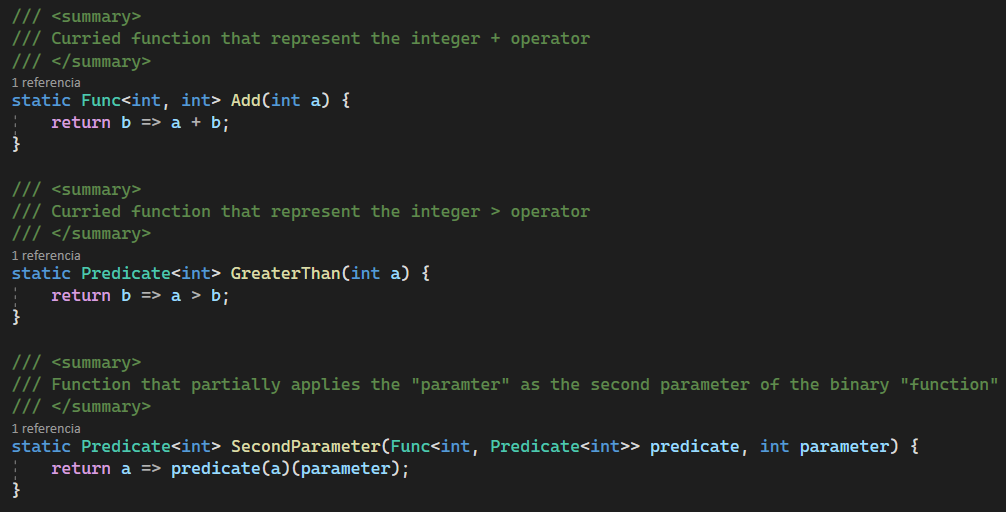 /// <summary>
/// Curried function that represent the integer + operator
/// </summary>
1 referencia
static Func<int, int> Add(int a) {
    return b => a + b;
}
/// <summary>
/// Curried function that represent the integer > operator
/// </summary>
1 referencia
static Predicate<int> GreaterThan(int a) {
    return b => a > b;
}
/// <summary>
/// Function that partially applies the "paramter" as the second parameter of the binary "function"
/// </summary>
1 referencia
static Predicate<int> SecondParameter(Func<int, Predicate<int>> predicate, int parameter) {
    return a => predicate(a)(parameter);
}